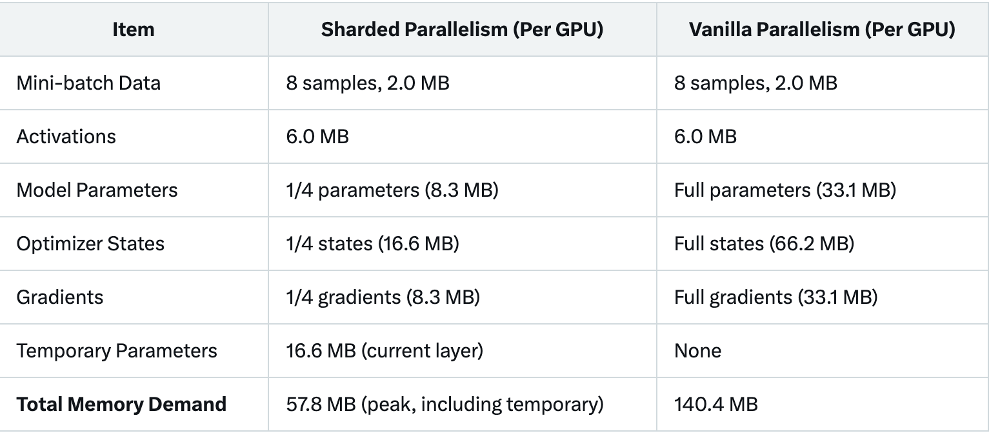 Item Sharded Parallelism (Per GPU) Vanilla Parallelism (Per GPU)
Mini-batch Data 8 samples, 2.0 MB 8 samples, 2.0 MB
Activations 6.0 MB 6.0 MB
Model Parameters 1/4 parameters (8.3 MB) Full parameters (33.1 MB)
Optimizer States 1/4 states (16.6 MB) Full states (66.2 MB)
Gradients 1/4 gradients (8.3 MB) Full gradients (33.1 MB)
Temporary Parameters 16.6 MB (current layer) None
Total Memory Demand 57.8 MB (peak, including temporary) 140.4 MB